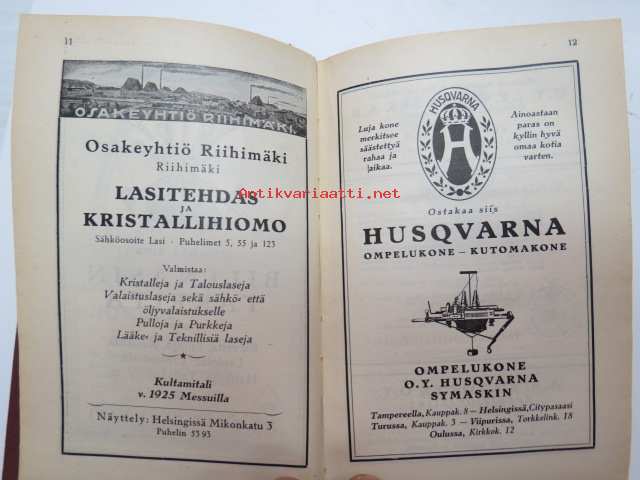 11
OSAKEYHTIÖ RIIHIMÄKI
Osakeyhtiö Riihimäki
Riihimäki
LASITEHDAS
JA
KRISTALLIHIOMO
Sähköosoite Lasi · Puhelimet 5, 55 ja 123
Valmistaa:
Kristalleja ja Talouslaseja
Valaistuslaseja sekä sähkö- että
öljyvalaistukselle
Pulloja ja Purkkeja
Lääke- ja Teknillisiä laseja
Kultamitali
v. 1925 Messuilla
Näyttely: Helsingissä Mikonkatu 3
Puhelin 53 93
12
HUSQVARNA
H
Luja kone
merkitsee
säästettyä
rahaa ja
aikaa.
Ainoastaan
paras on
kyllin hyvä
omaa kotia
varten.
Ostakaa siis
HUSQVARNA
OMPELUKONE – KUTOMAKONE
OMPELUKONE
O.Y. HUSQVARNA
SYMASKIN
Tampereella, Kauppak. 8 – Helsingissä, Citypasaasi
Turussa, Kauppak. 3 – Viipurissa, Torkkelink. 18
Oulussa, Kirkkok. 12
Antikvariaatti.net